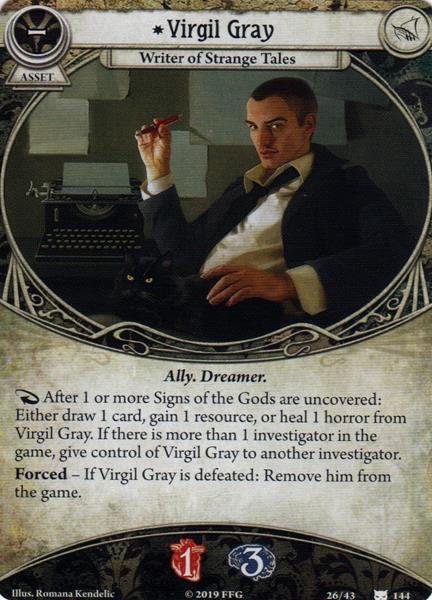 Virgil Gray
Writer of Strange Tales
ASSET
Ally. Dreamer.
After 1 or more Signs of the Gods are uncovered:
Either draw 1 card, gain 1 resource, or heal 1 horror from
Virgil Gray. If there is more than 1 investigator in the
game, give control of Virgil Gray to another investigator.
Forced – If Virgil Gray is defeated: Remove him from
the game.
1 3
Illus. Romana Kendelic © 2019 FFG 26/43 144